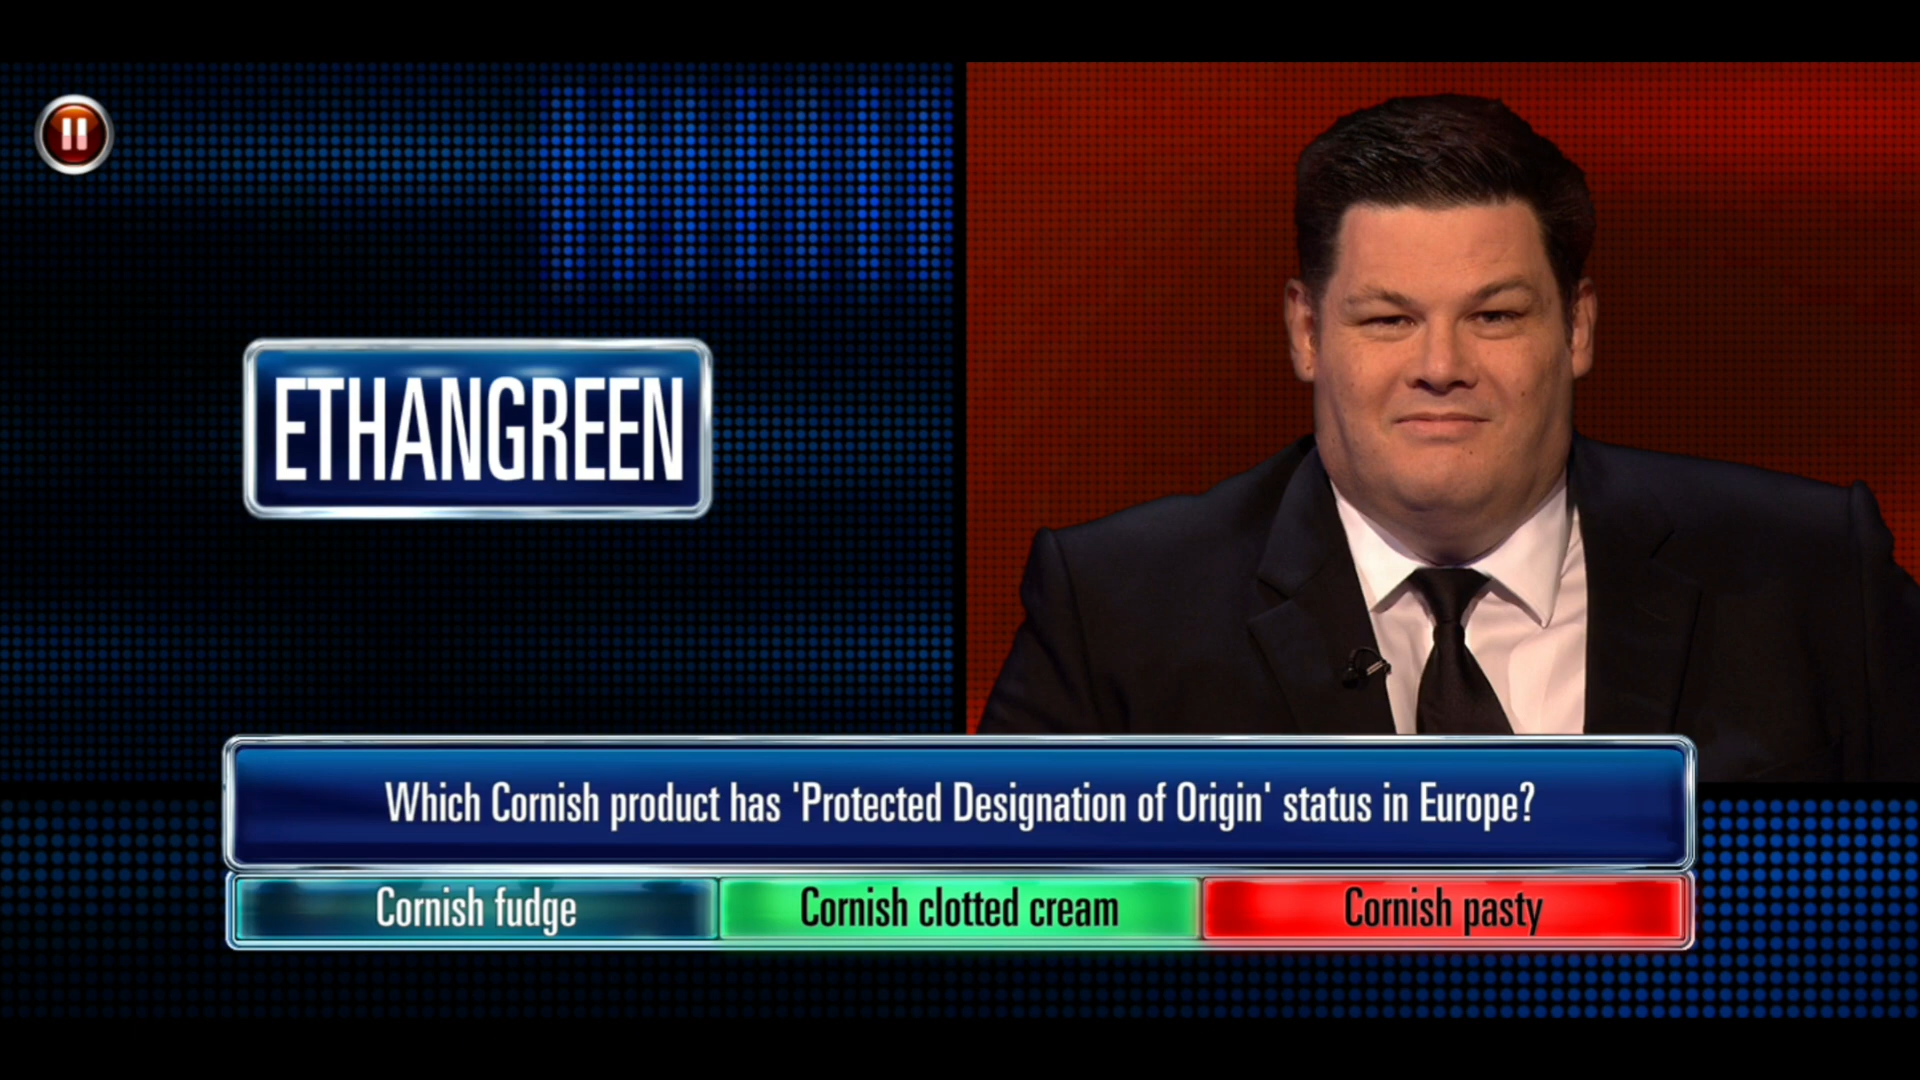 ETHANGREEN
Which Cornish product has 'Protected Designation of Origin' status in Europe?
Cornish fudge
Cornish clotted cream
Cornish pasty